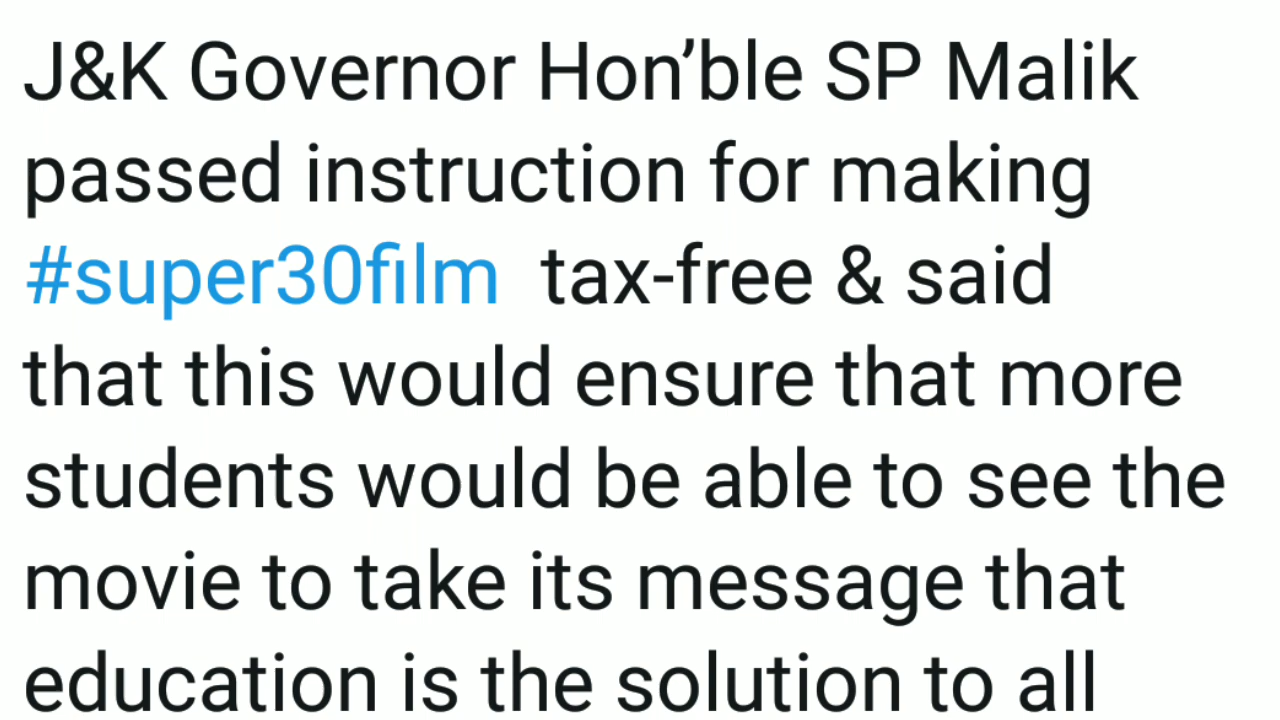 J&K Governor Hon’ble SP Malik
passed instruction for making
#super30film tax-free & said
that this would ensure that more
students would be able to see the
movie to take its message that
education is the solution to all